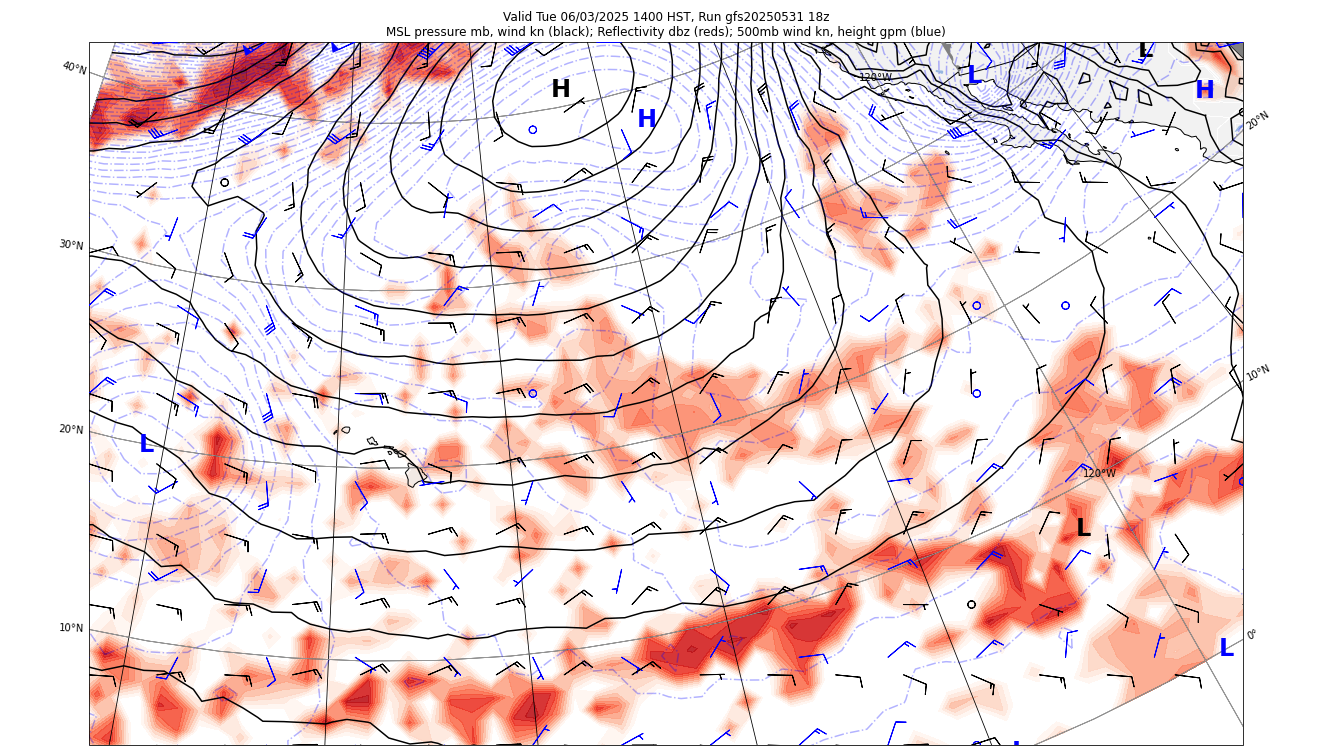 Valid Tue 06/03/2025 1400 HST, Run gfs20250531 18z
MSL pressure mb, wind kn (black); Reflectivity dbz (reds); 500mb wind kn, height gpm (blue)
L
40°N
120°W
L
H
H
H
20°N
30°N
10°N
20°N
L
120°W
L
10°N
0°
L